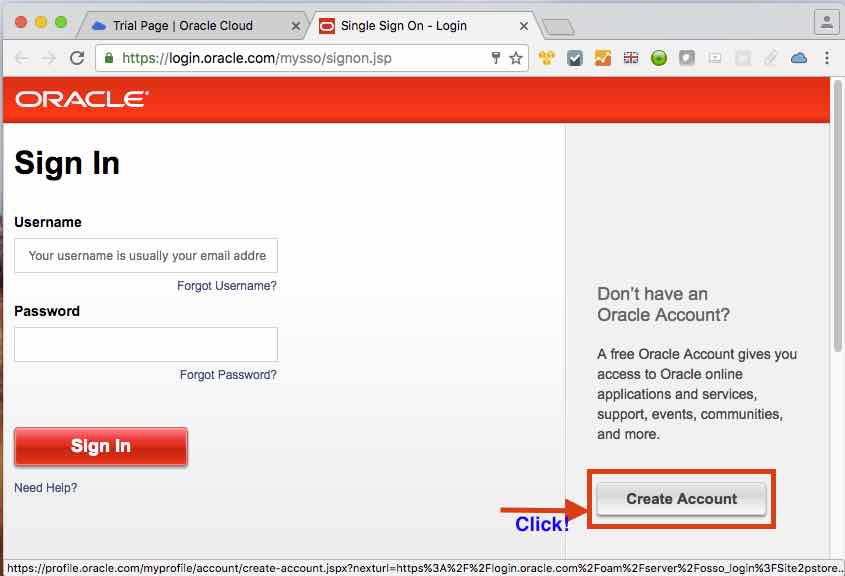 Trial Page | Oracle Cloud
Single Sign On - Login
https://login.oracle.com/mysso/signon.jsp
ORACLE®
Sign In
Username
Your username is usually your email addre
Forgot Username?
Password
Forgot Password?
Sign In
Need Help?
Don't have an
Oracle Account?
A free Oracle Account gives you
access to Oracle online
applications and services,
support, events, communities,
and more.
Create Account
Click!
https://profile.oracle.com/myprofile/account/create-account.jspx?nexturl=https%3A%2F%2Flogin.oracle.com%2Foam%2Fserver%2Fosso_login%3FSite2pstore...